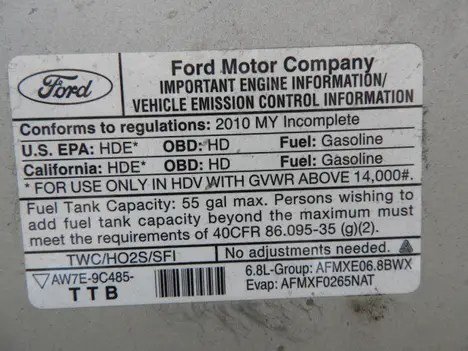 Ford
Ford Motor Company
IMPORTANT ENGINE INFORMATION/
VEHICLE EMISSION CONTROL INFORMATION
Conforms to regulations: 2010 MY Incomplete
U.S. EPA: HDE* OBD: HD Fuel: Gasoline
California: HDE* OBD: HD Fuel: Gasoline
* FOR USE ONLY IN HDV WITH GVWR ABOVE 14,000#.
Fuel Tank Capacity: 55 gal max. Persons wishing to
add fuel tank capacity beyond the maximum must
meet the requirements of 40CFR 86.095-35 (g)(2).
TWC/HO2S/SFI
No adjustments needed.
AW7E-9C485-
TTB
6.8L-Group: AFMXE06.8BWX
Evap: AFMXF0265NAT